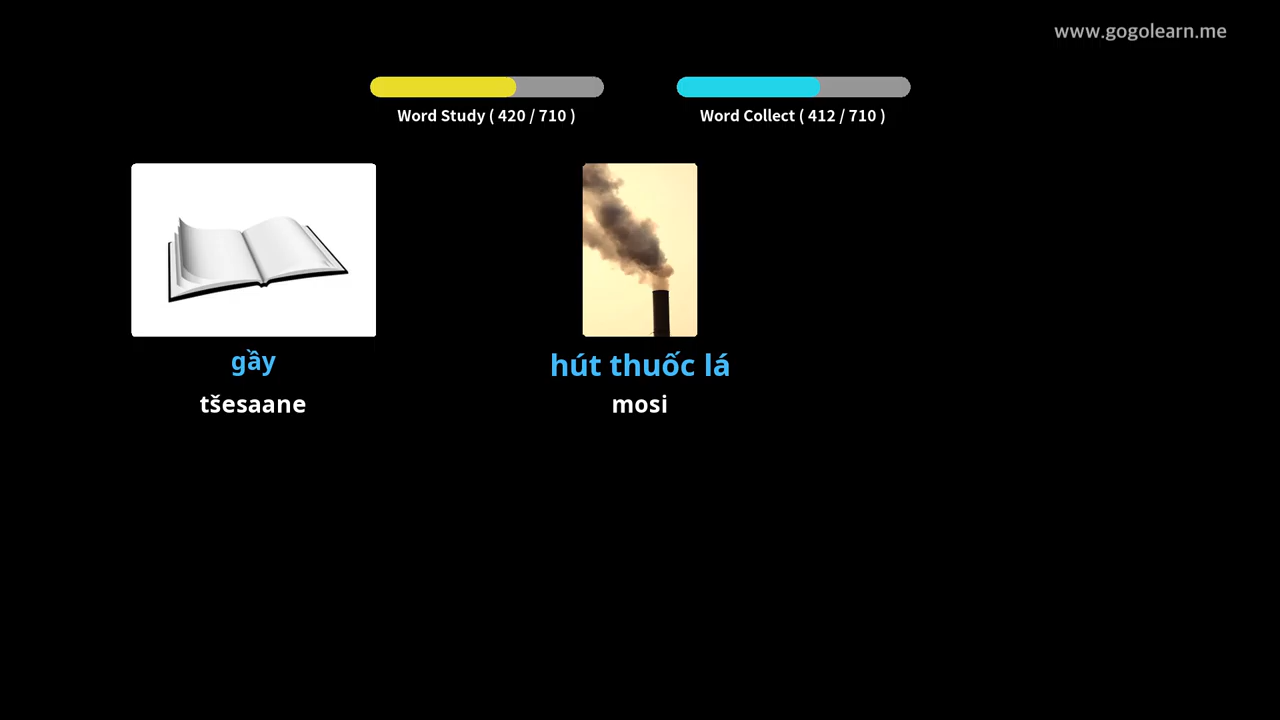 www.gogolearn.me
Word Study ( 420 / 710 )
Word Collect ( 412 / 710 )
gầy
hút thuốc lá
tšesaane
mosi